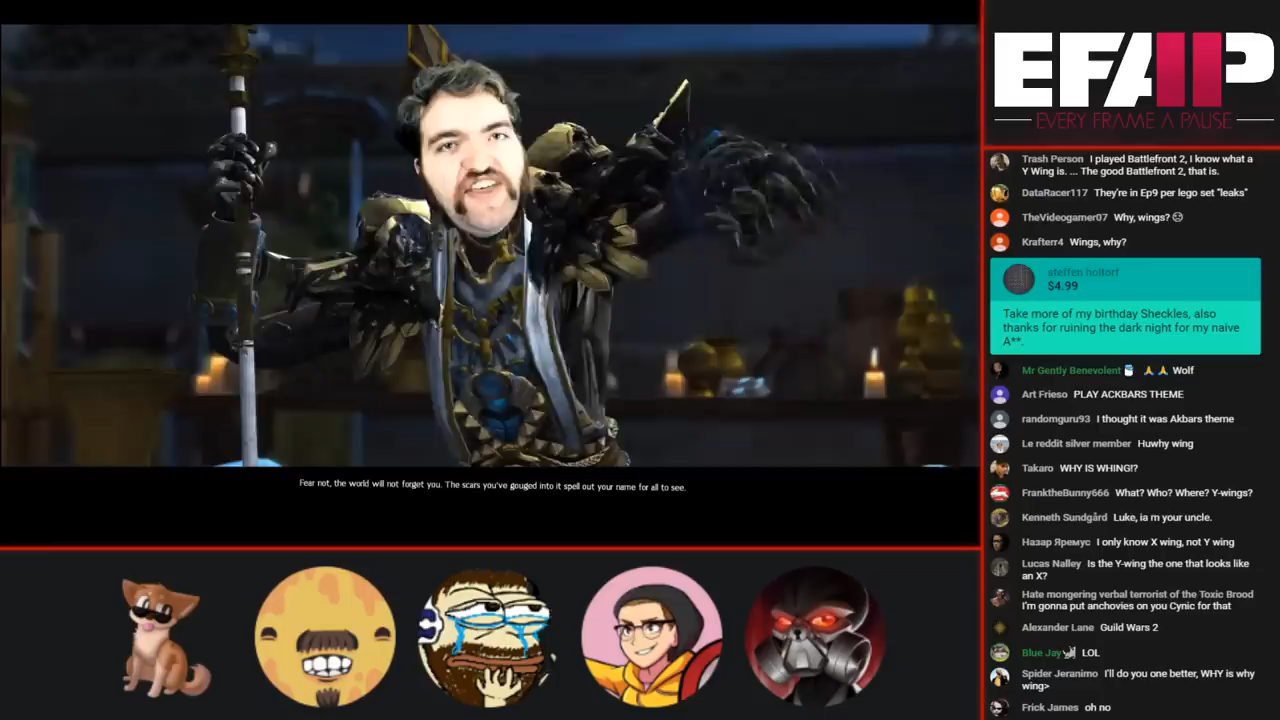 Fear not, the world will not forget you. The scars you've gouged into it spell out your name for all to see.
EFAP
EVERY FRAME A PAUSE
Trash Person I played Battlefront 2, I know what a
Y Wing is. ... The good Battlefront 2, that is.
DataRacer117 They're in Ep9 per lego set "leaks"
TheVideogamer07 Why, wings? 😕
Krafterr4 Wings, why?
steffen holtorf
$4.99
Take more of my birthday Sheckles, also
thanks for ruining the dark night for my naive
A**.
Mr Gently Benevolent 🙏 🙏 Wolf
Art Frieso PLAY ACKBARS THEME
randomguru93 I thought it was Akbars theme
Le reddit silver member Huwhy wing
Takaro WHY IS WHING!?
FranktheBunny666 What? Who? Where? Y-wings?
Kenneth Sundgård Luke, ia m your uncle.
Назар Яремус I only know X wing, not Y wing
Lucas Nalley Is the Y-wing the one that looks like
an X?
Hate mongering verbal terrorist of the Toxic Brood
I'm gonna put anchovies on you Cynic for that
Alexander Lane Guild Wars 2
Blue Jay LOL
Spider Jeranimo I'll do you one better, WHY is why
wing>
Frick James oh no